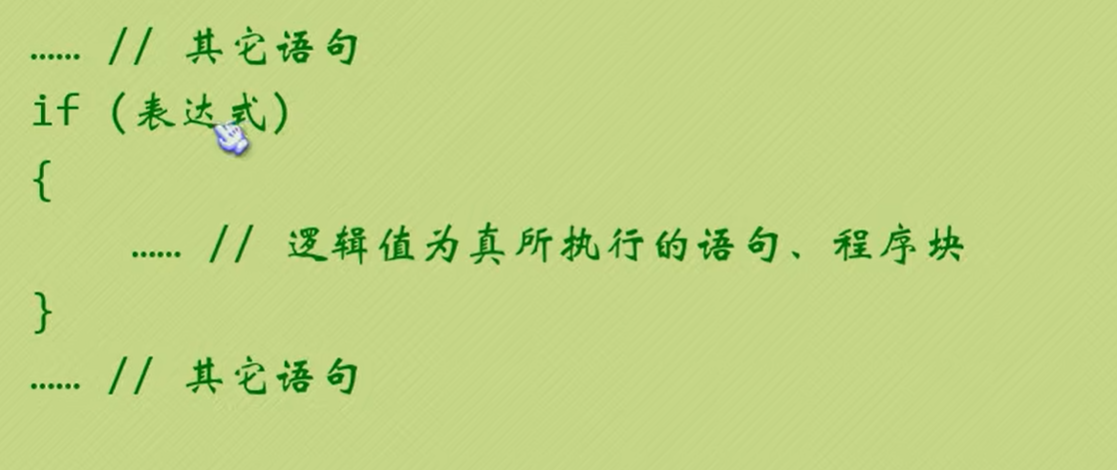 …… // 其它语句
if (表达式)
{
…… // 逻辑值为真所执行的语句、程序块
}
…… // 其它语句